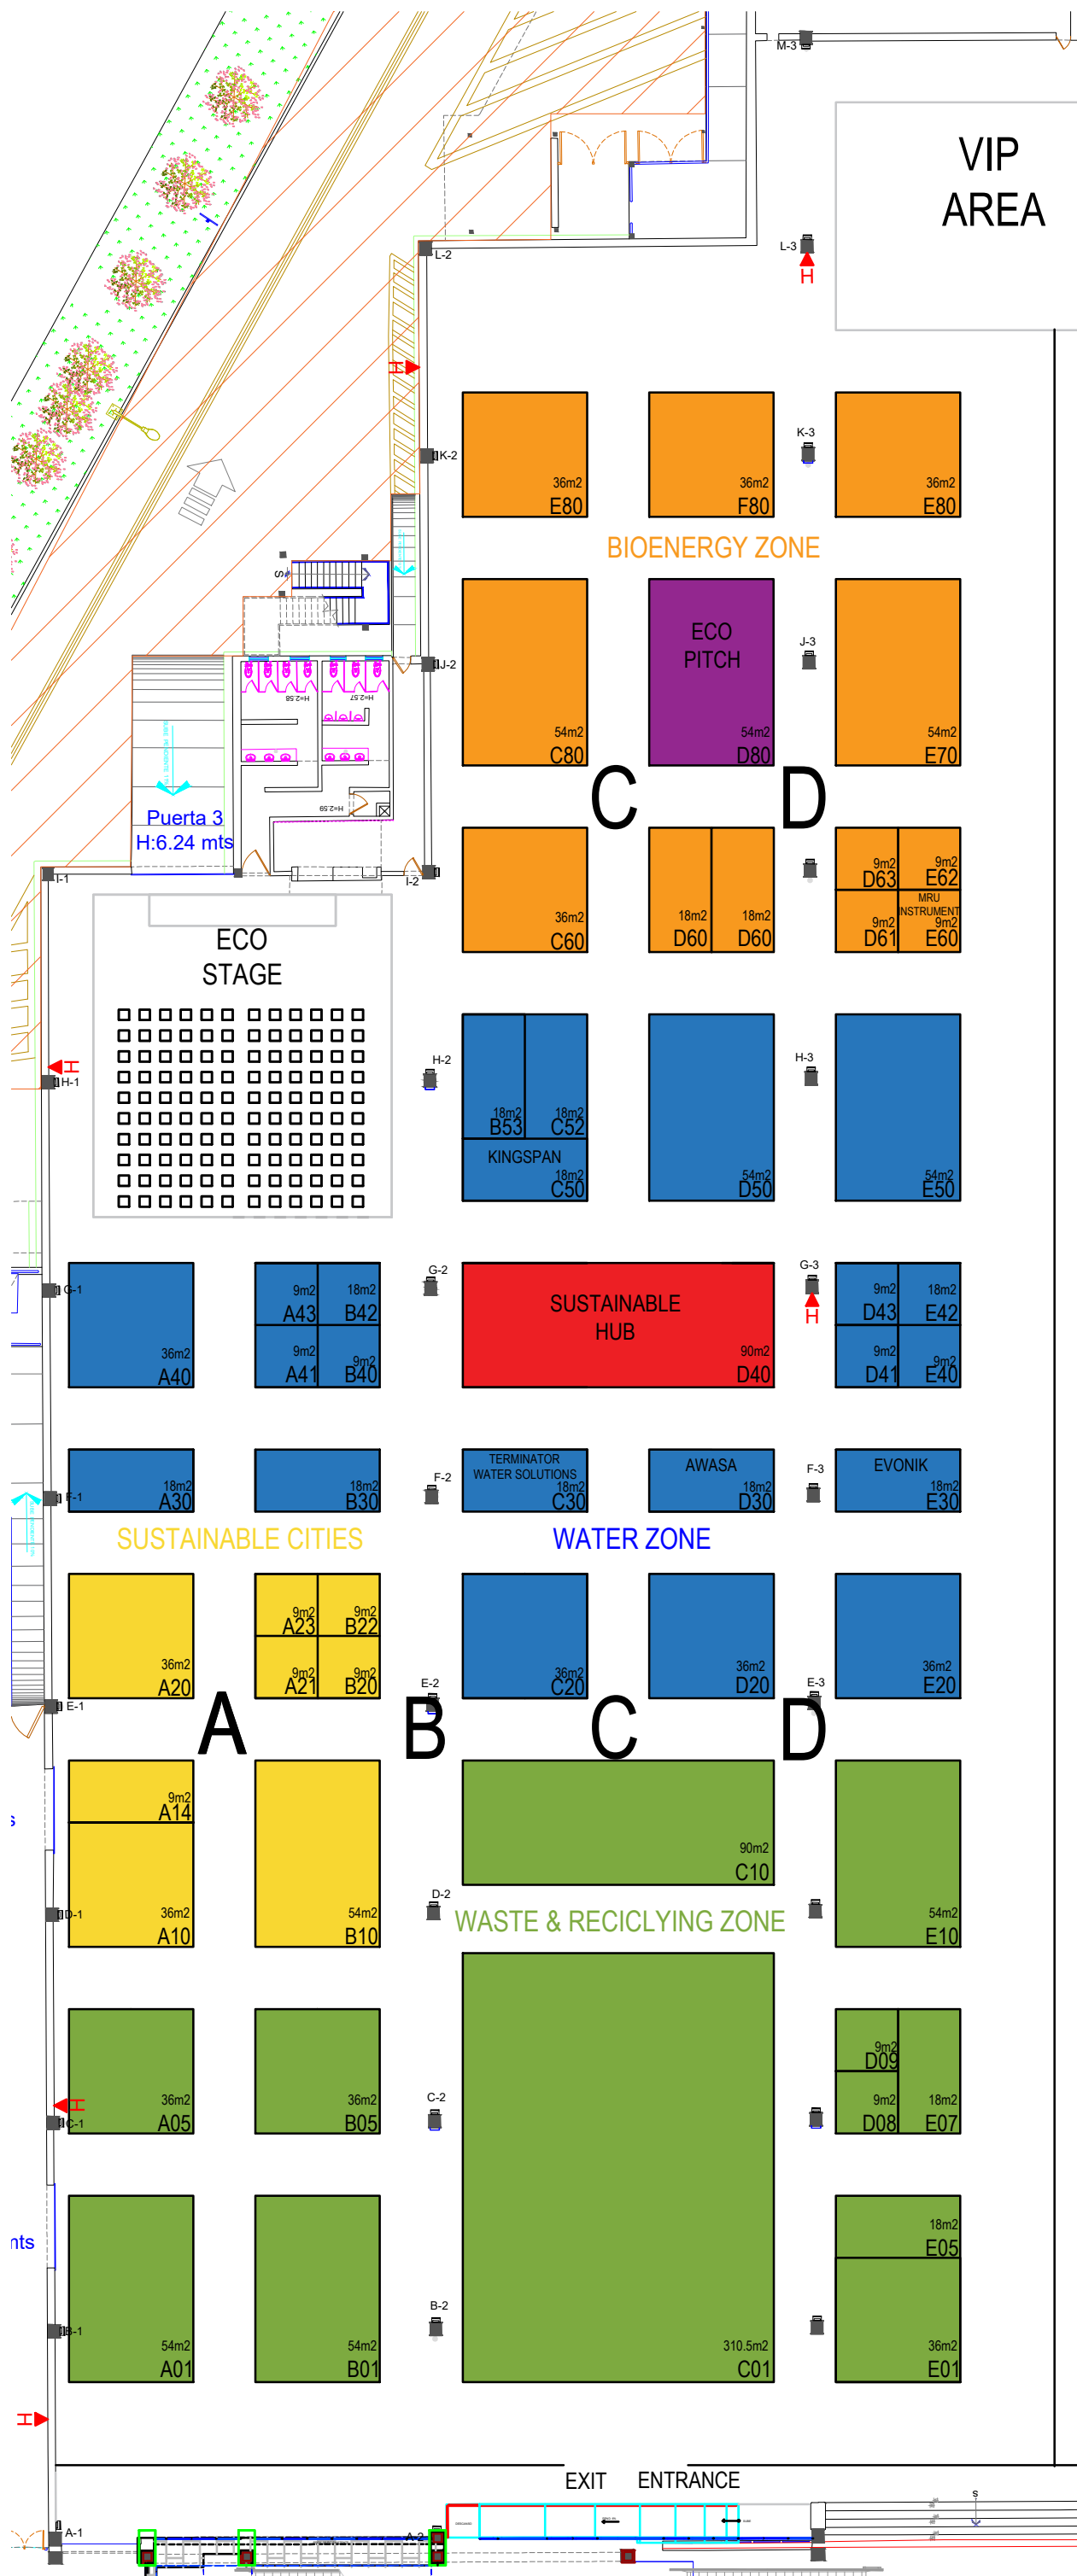 M-3
VIP
AREA
L-3
H
L-2
H
K-3
K-2
36m2
E80
36m2
F80
36m2
E80
BIOENERGY ZONE
S
ECO
PITCH
J-3
J-2
H=2.58
H=2.57
54m2
C80
54m2
D80
54m2
E70
C
D
H=2.59
Puerta 3
H:6.24 mts
I-1
I-2
9m2
D63
9m2
E62
MRU
INSTRUMENT
36m2
C60
18m2
D60
18m2
D60
9m2
D61
9m2
E60
ECO
STAGE
H
H-1
H-2
H-3
18m2
B53
18m2
C52
KINGSPAN
18m2
C50
54m2
D50
54m2
E50
G-1
G-2
G-3
H
9m2
A43
18m2
B42
SUSTAINABLE
HUB
9m2
D43
18m2
E42
36m2
A40
9m2
A41
9m2
B40
90m2
D40
9m2
D41
9m2
E40
F-1
F-2
F-3
18m2
A30
18m2
B30
TERMINATOR
WATER SOLUTIONS
18m2
C30
AWASA
18m2
D30
EVONIK
18m2
E30
SUSTAINABLE CITIES
WATER ZONE
9m2
A23
9m2
B22
36m2
A20
9m2
A21
9m2
B20
36m2
C20
36m2
D20
36m2
E20
E-1
E-2
E-3
A
B
C
D
9m2
A14
s
90m2
C10
D-1
D-2
36m2
A10
54m2
B10
WASTE & RECICLYING ZONE
54m2
E10
9m2
D09
H
C-1
C-2
36m2
A05
36m2
B05
9m2
D08
18m2
E07
nts
18m2
E05
B-1
B-2
54m2
A01
54m2
B01
310.5m2
C01
36m2
E01
H
EXIT
ENTRANCE
s
A-1
A-2